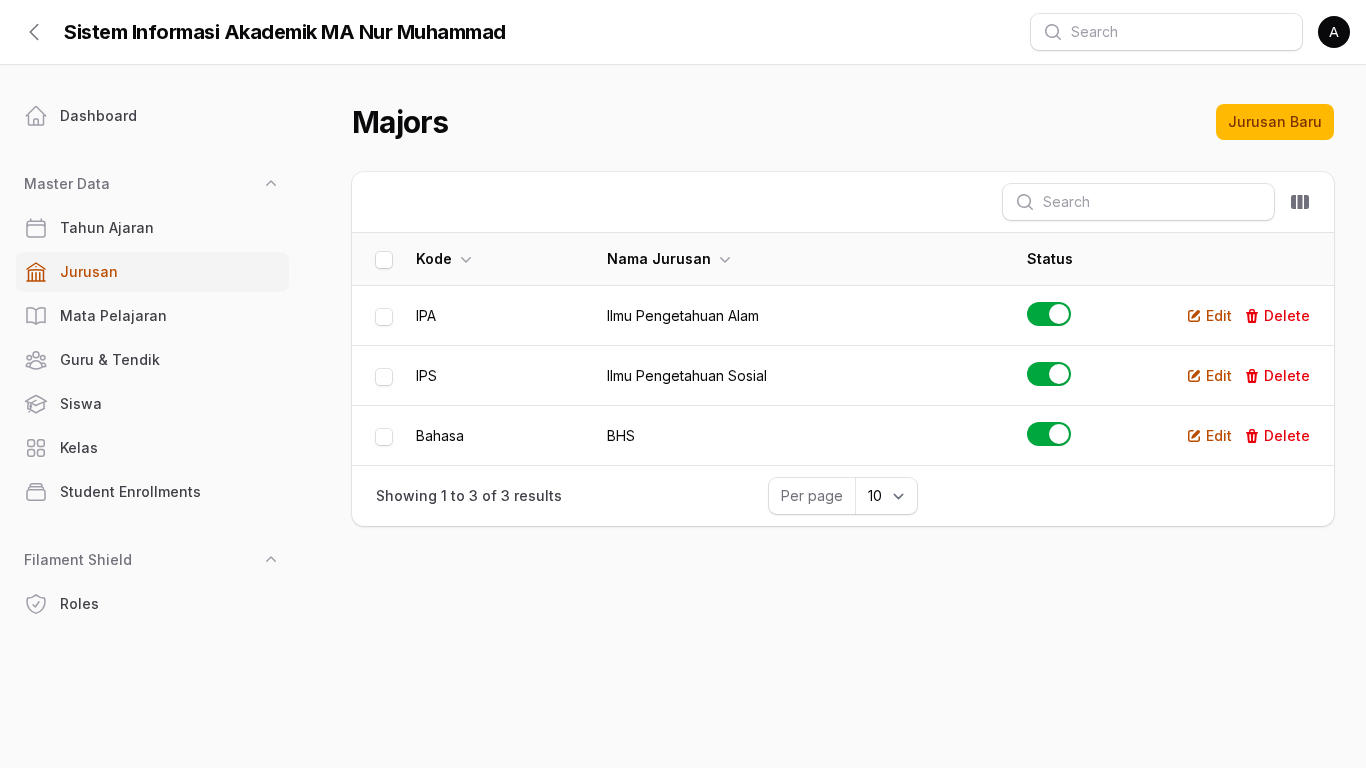 Sistem Informasi Akademik MA Nur Muhammad
Search
A
Dashboard
Master Data
Tahun Ajaran
Jurusan
Mata Pelajaran
Guru & Tendik
Siswa
Kelas
Student Enrollments
Filament Shield
Roles
Majors
Jurusan Baru
Search
Kode Nama Jurusan Status
IPA Ilmu Pengetahuan Alam Edit Delete
IPS Ilmu Pengetahuan Sosial Edit Delete
Bahasa BHS Edit Delete
Showing 1 to 3 of 3 results Per page 10